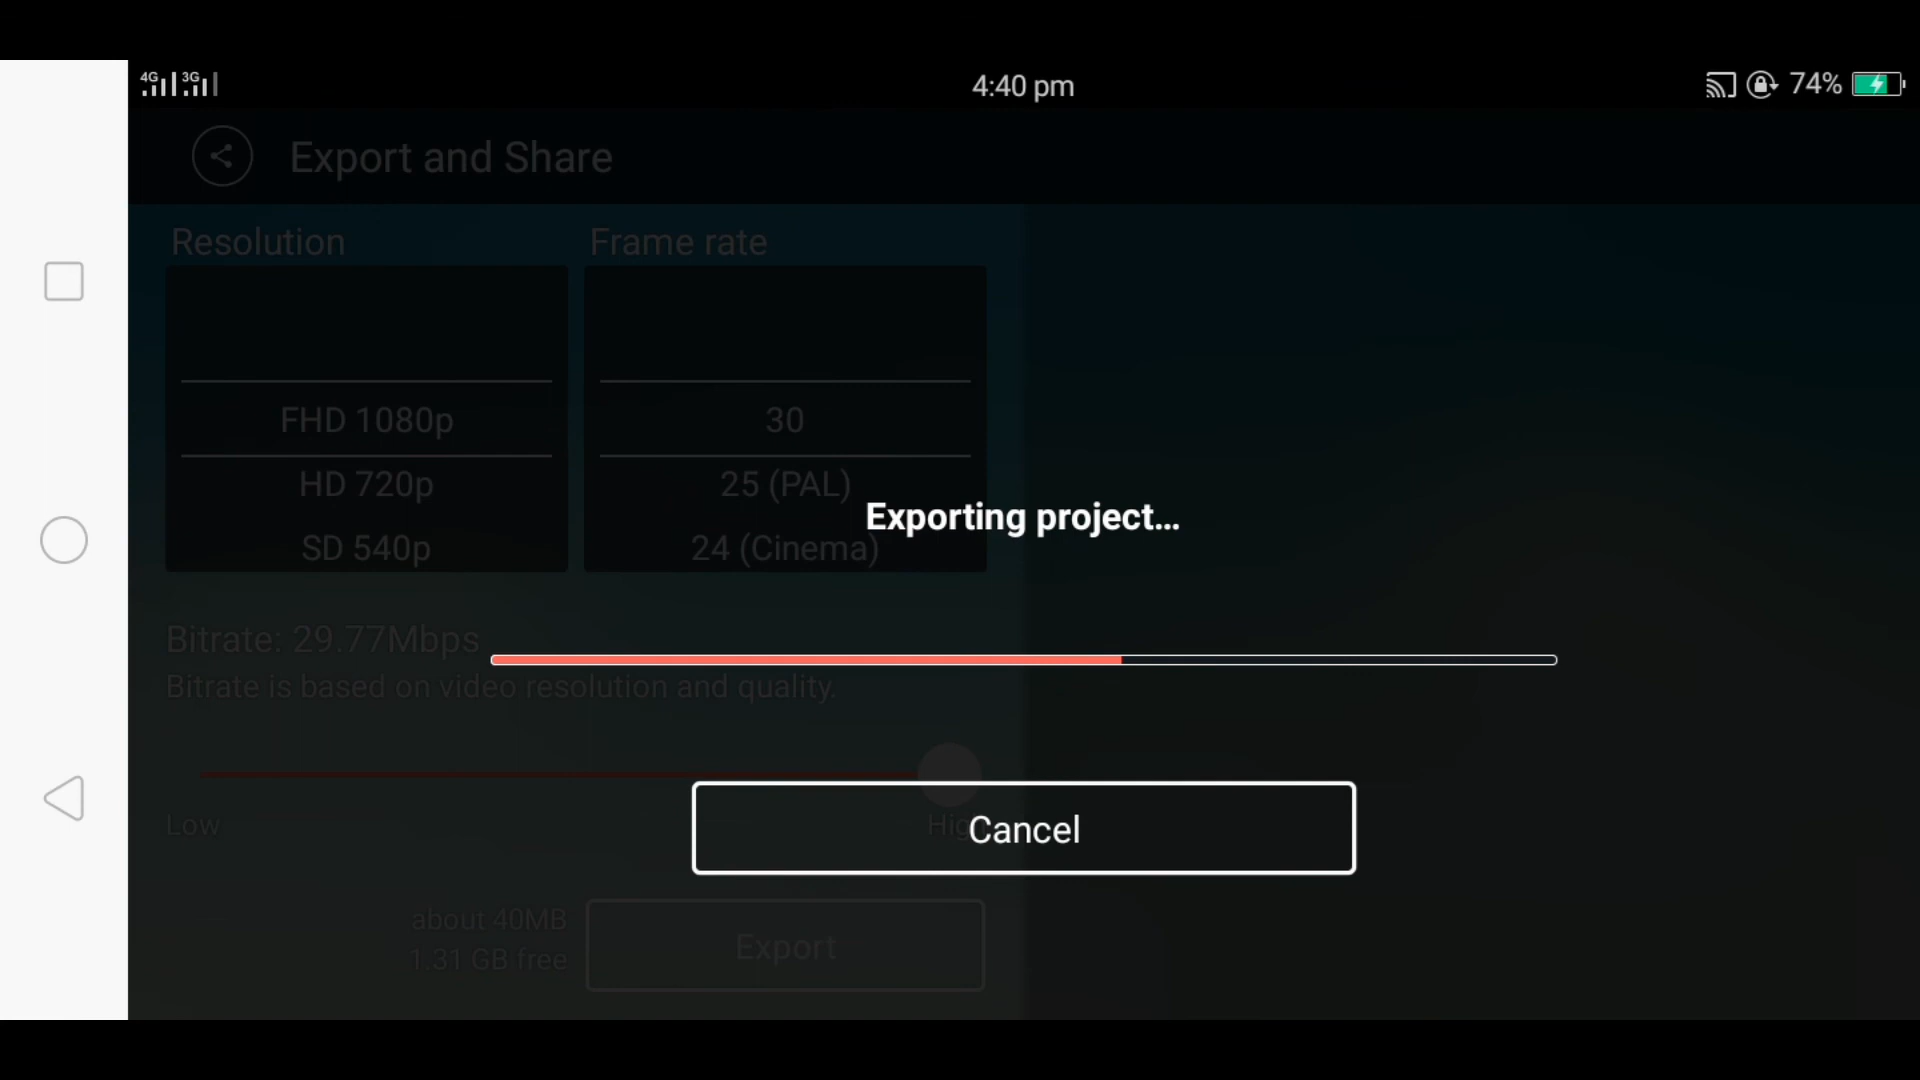 4G 3G 4:40 pm 74%
Export and Share
Resolution Frame rate
FHD 1080p 30
HD 720p 25 (PAL)
SD 540p 24 (Cinema)
Exporting project...
Bitrate: 29.77Mbps
Bitrate is based on video resolution and quality.
Low Hig
Cancel
about 40MB
1.31 GB free
Export